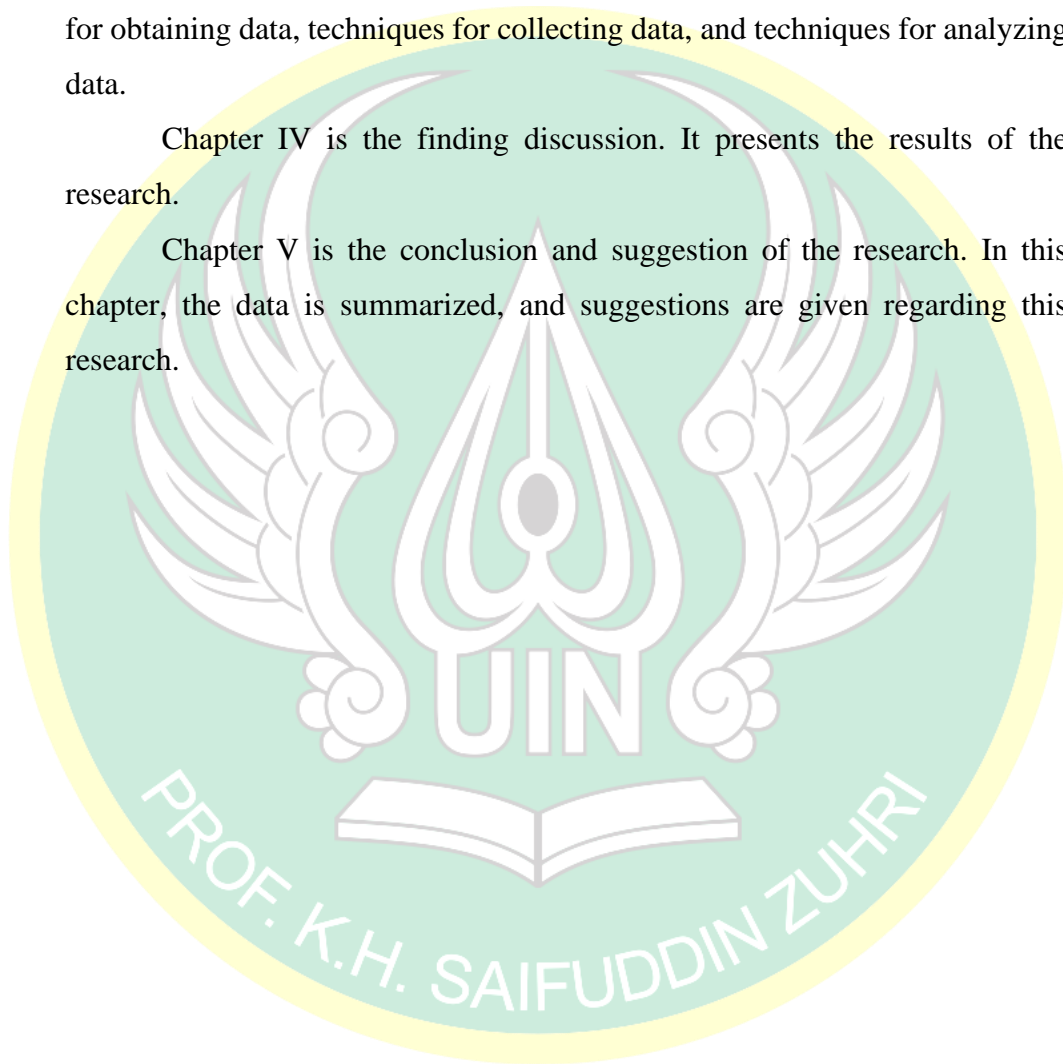 for obtaining data, techniques for collecting data, and techniques for analyzing
data.
Chapter IV is the finding discussion. It presents the results of the
research.
Chapter V is the conclusion and suggestion of the research. In this
chapter, the data is summarized, and suggestions are given regarding this
research.
UIN
PROF. K.H. SAIFUDDIN ZUHRI